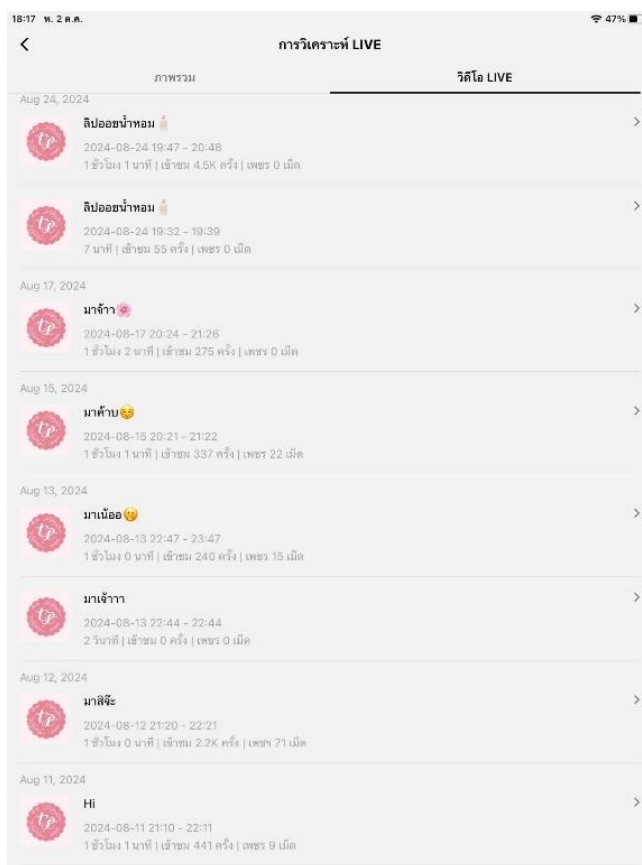 18:17 พ. 2 ต.ค. 47%
การวิเคราะห์ LIVE
ภาพรวม วิดีโอ LIVE
Aug 24, 2024
ลิปออยน้ำหอม🕯️
2024-08-24 19:47 - 20:48
1 ชั่วโมง 1 นาที | เข้าชม 4.5K ครั้ง | เพชร 0 เม็ด
ลิปออยน้ำหอม🕯️
2024-08-24 19:32 - 19:39
7 นาที | เข้าชม 55 ครั้ง | เพชร 0 เม็ด
Aug 17, 2024
มาจ้าา🌸
2024-08-17 20:24 - 21:26
1 ชั่วโมง 2 นาที | เข้าชม 275 ครั้ง | เพชร 0 เม็ด
Aug 15, 2024
มาค้าบ☺️
2024-08-15 20:21 - 21:22
1 ชั่วโมง 1 นาที | เข้าชม 337 ครั้ง | เพชร 22 เม็ด
Aug 13, 2024
มาเน้ออ🤭
2024-08-13 22:47 - 23:47
1 ชั่วโมง 0 นาที | เข้าชม 240 ครั้ง | เพชร 15 เม็ด
มาเจ้าาา
2024-08-13 22:44 - 22:44
2 วินาที | เข้าชม 0 ครั้ง | เพชร 0 เม็ด
Aug 12, 2024
มาสิจ๊ะ
2024-08-12 21:20 - 22:21
1 ชั่วโมง 0 นาที | เข้าชม 2.2K ครั้ง | เพชร 71 เม็ด
Aug 11, 2024
Hi
2024-08-11 21:10 - 22:11
1 ชั่วโมง 1 นาที | เข้าชม 441 ครั้ง | เพชร 9 เม็ด